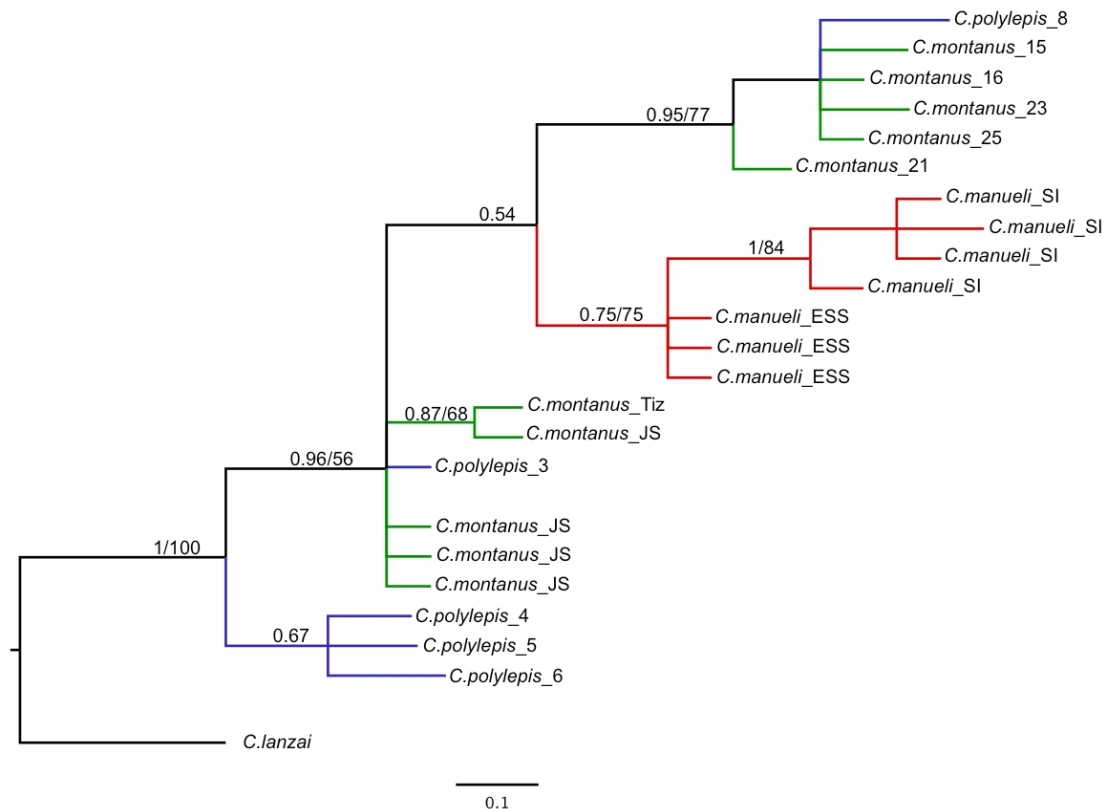 C.polylepis_8
C.montanus_15
C.montanus_16
C.montanus_23
0.95/77
C.montanus_25
C.montanus_21
C.manueli_SI
0.54
C.manueli_SI
1/84
C.manueli_SI
C.manueli_SI
0.75/75
C.manueli_ESS
C.manueli_ESS
C.manueli_ESS
C.montanus_Tiz
0.87/68
C.montanus_JS
0.96/56
C.polylepis_3
C.montanus_JS
1/100
C.montanus_JS
C.montanus_JS
C.polylepis_4
0.67
C.polylepis_5
C.polylepis_6
C.lanzai
0.1